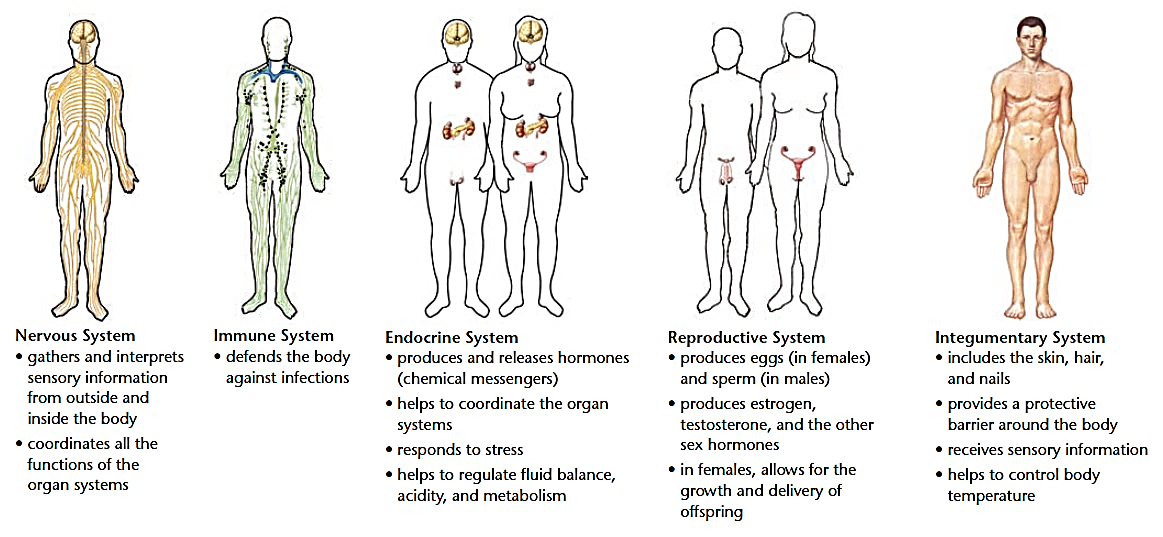 Nervous System
• gathers and interprets
sensory information
from outside and
inside the body
• coordinates all the
functions of the
organ systems
Immune System
• defends the body
against infections
Endocrine System
• produces and releases hormones
(chemical messengers)
• helps to coordinate the organ
systems
• responds to stress
• helps to regulate fluid balance,
acidity, and metabolism
Reproductive System
• produces eggs (in females)
and sperm (in males)
• produces estrogen,
testosterone, and the other
sex hormones
• in females, allows for the
growth and delivery of
offspring
Integumentary System
• includes the skin, hair,
and nails
• provides a protective
barrier around the body
• receives sensory information
• helps to control body
temperature